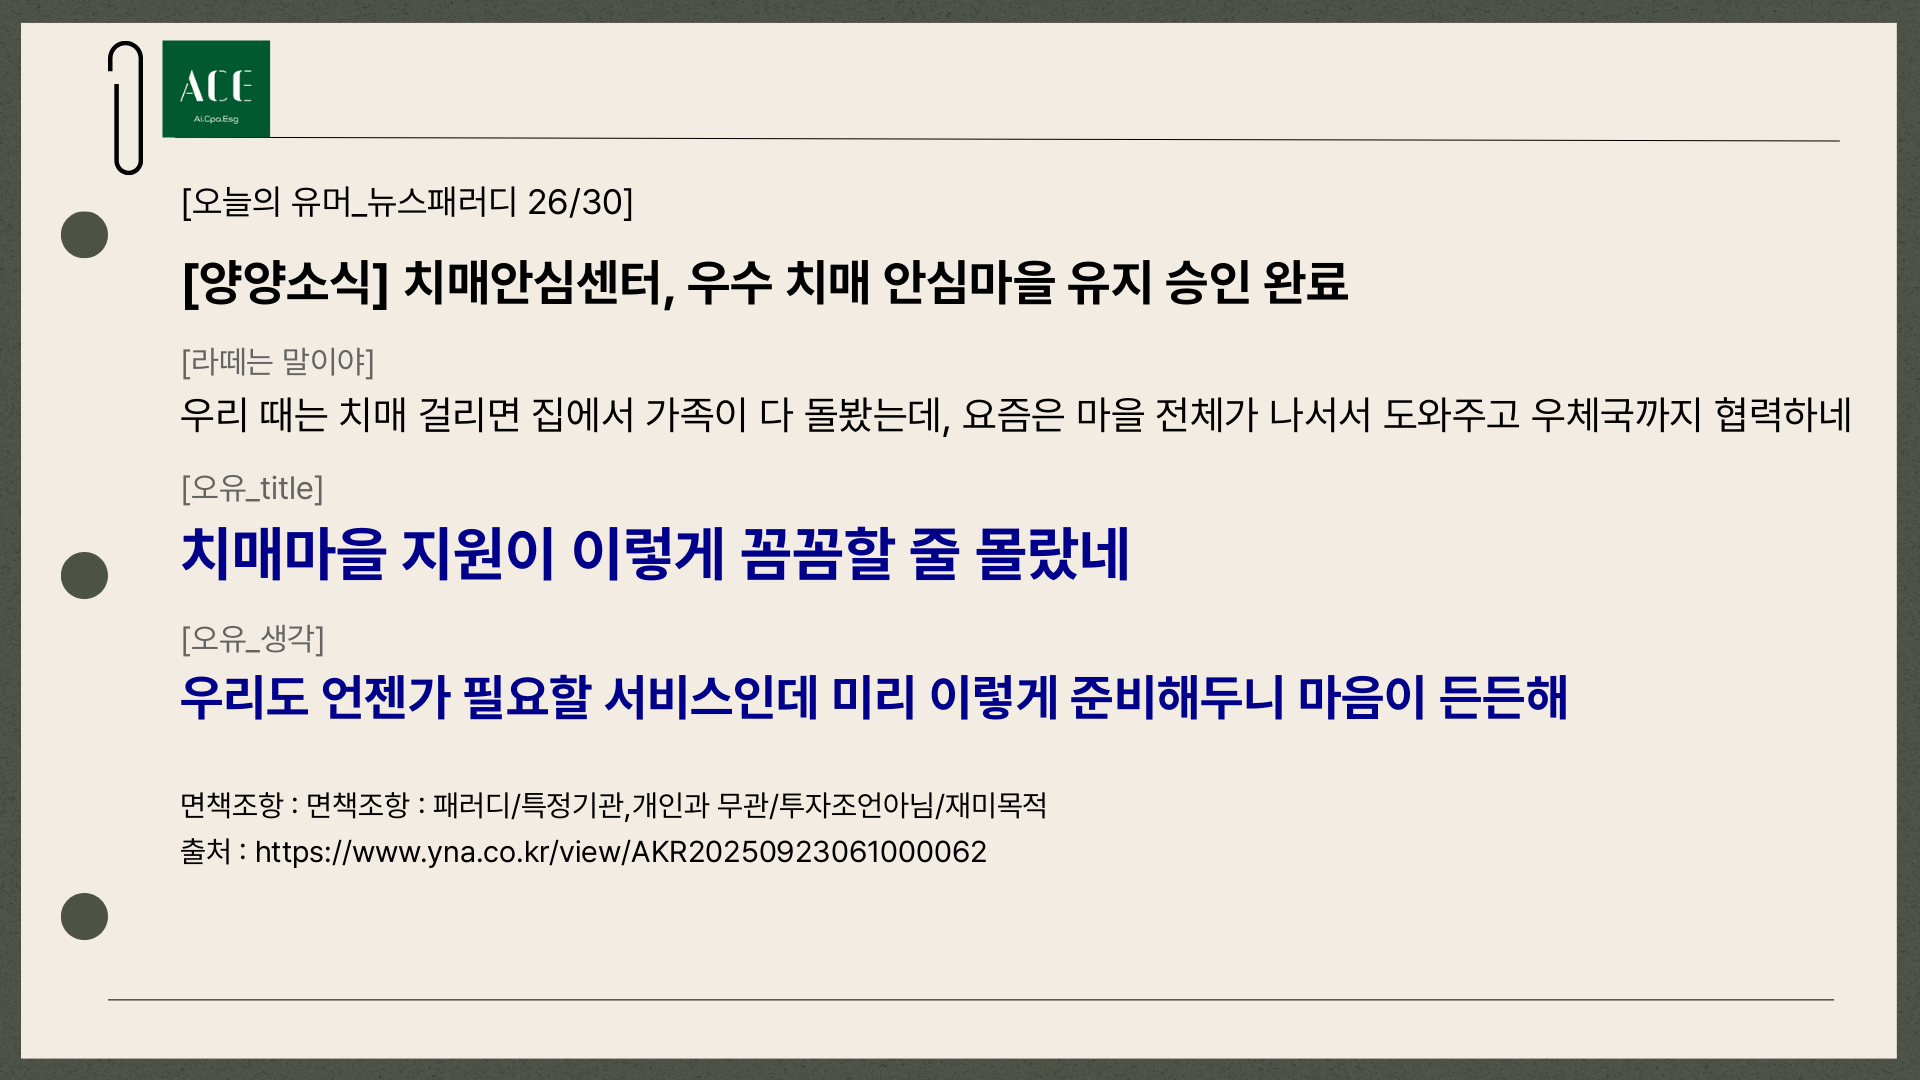 ACE
Ai.Cpa.Esg
[오늘의 유머_뉴스패러디 26/30]
[양양소식] 치매안심센터, 우수 치매 안심마을 유지 승인 완료
[라떼는 말이야]
우리 때는 치매 걸리면 집에서 가족이 다 돌봤는데, 요즘은 마을 전체가 나서서 도와주고 우체국까지 협력하네
[오유_title]
치매마을 지원이 이렇게 꼼꼼할 줄 몰랐네
[오유_생각]
우리도 언젠가 필요할 서비스인데 미리 이렇게 준비해두니 마음이 든든해
면책조항 : 면책조항 : 패러디/특정기관,개인과 무관/투자조언아님/재미목적
출처 : https://www.yna.co.kr/view/AKR20250923061000062